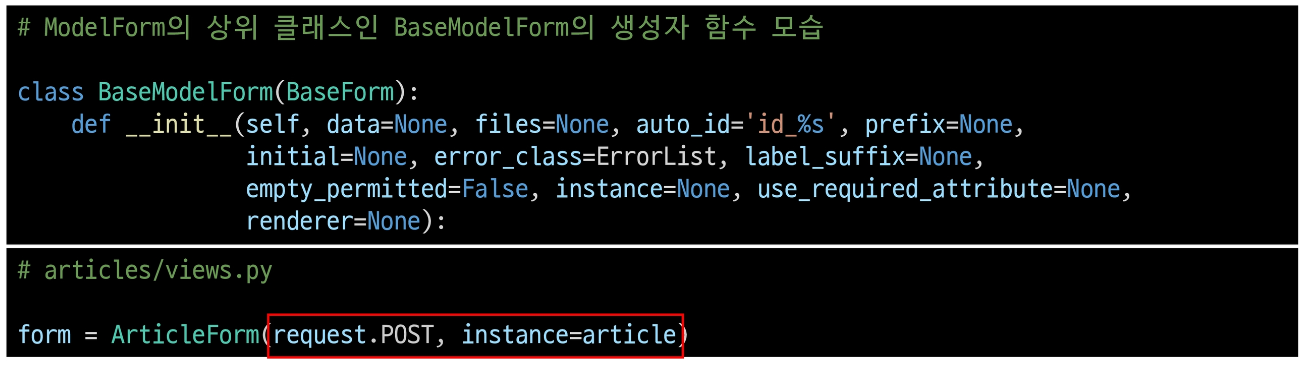 # ModelForm의 상위 클래스인 BaseModelForm의 생성자 함수 모습
class BaseModelForm(BaseForm):
def __init__(self, data=None, files=None, auto_id='id_%s', prefix=None,
initial=None, error_class=ErrorList, label_suffix=None,
empty_permitted=False, instance=None, use_required_attribute=None,
renderer=None):
# articles/views.py
form = ArticleForm(request.POST, instance=article)